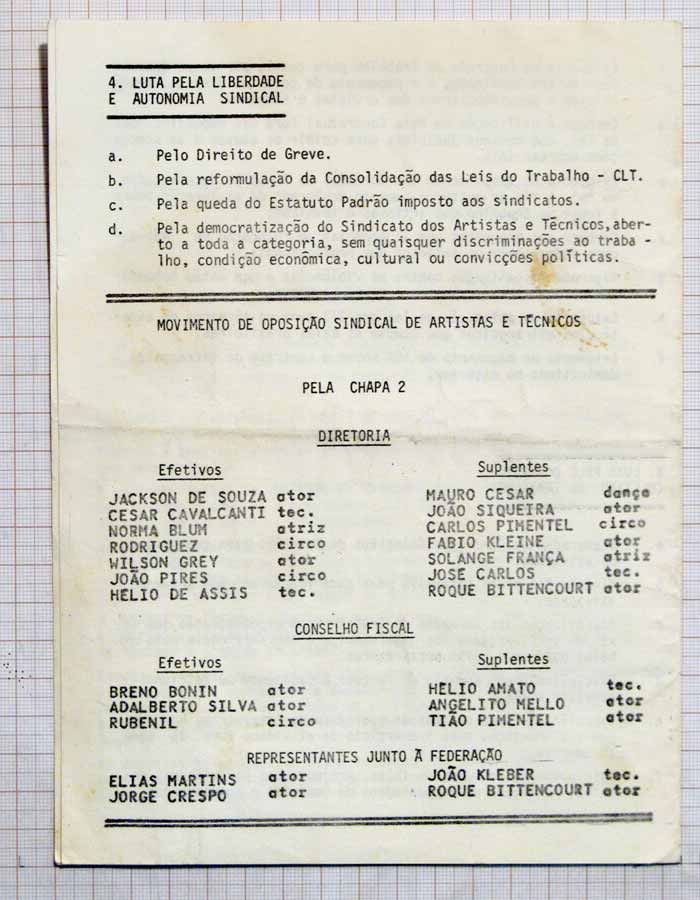 4. LUTA PELA LIBERDADE
E AUTONOMIA SINDICAL
a. Pelo Direito de Greve.
b. Pela reformulação da Consolidação das Leis do Trabalho - CLT.
c. Pela queda do Estatuto Padrão imposto aos sindicatos.
d. Pela democratização do Sindicato dos Artistas e Técnicos,aber-
to a toda a categoria, sem quaisquer discriminações ao traba -
lho, condição econômica, cultural ou convicções políticas.
MOVIMENTO DE OPOSIÇÃO SINDICAL DE ARTISTAS E TÉCNICOS
PELA CHAPA 2
DIRETORIA
Efetivos Suplentes
JACKSON DE SOUZA ator MAURO CESAR dança
CESAR CAVALCANTI tec. JOÃO SIQUEIRA ator
NORMA BLUM atriz CARLOS PIMENTEL circo
RODRIGUEZ circo FABIO KLEINE ator
WILSON GREY ator SOLANGE FRANÇA atriz
JOÃO PIRES circo JOSE CARLOS tec.
HELIO DE ASSIS tec. ROQUE BITTENCOURT ator
CONSELHO FISCAL
Efetivos Suplentes
BRENO BONIN ator HELIO AMATO tec.
ADALBERTO SILVA ator ANGELITO MELLO ator
RUBENIL circo TIÃO PIMENTEL ator
REPRESENTANTES JUNTO À FEDERAÇÃO
ELIAS MARTINS ator JOÃO KLEBER tec.
JORGE CRESPO ator ROQUE BITTENCOURT ator